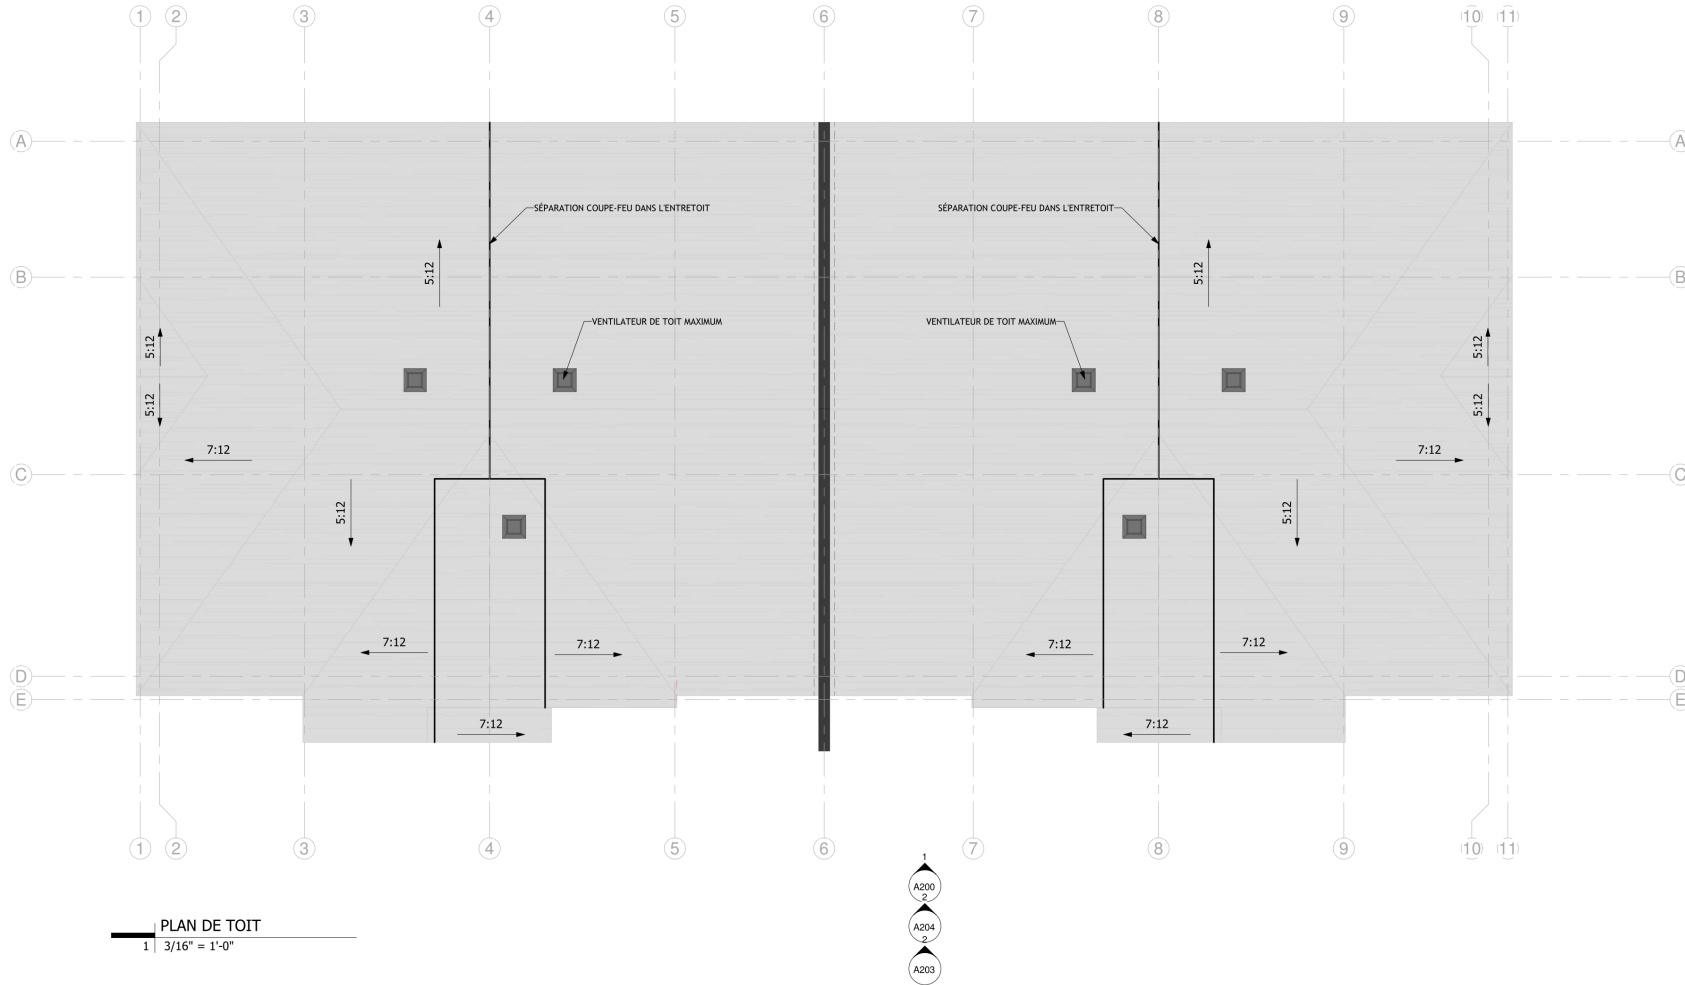 1 2 3 4 5 6 7 8 9 10 11
A A
SÉPARATION COUPE-FEU DANS L'ENTRETOIT SÉPARATION COUPE-FEU DANS L'ENTRETOIT
5:12 5:12
B B
VENTILATEUR DE TOIT MAXIMUM VENTILATEUR DE TOIT MAXIMUM
5:12 5:12
5:12 5:12
7:12 7:12
C C
5:12 5:12
7:12 7:12 7:12 7:12
D D
E E
7:12 7:12
1 2 3 4 5 6 7 8 9 10 11
1
A200
2
A204
2
A203
PLAN DE TOIT
1 3/16" = 1'-0"